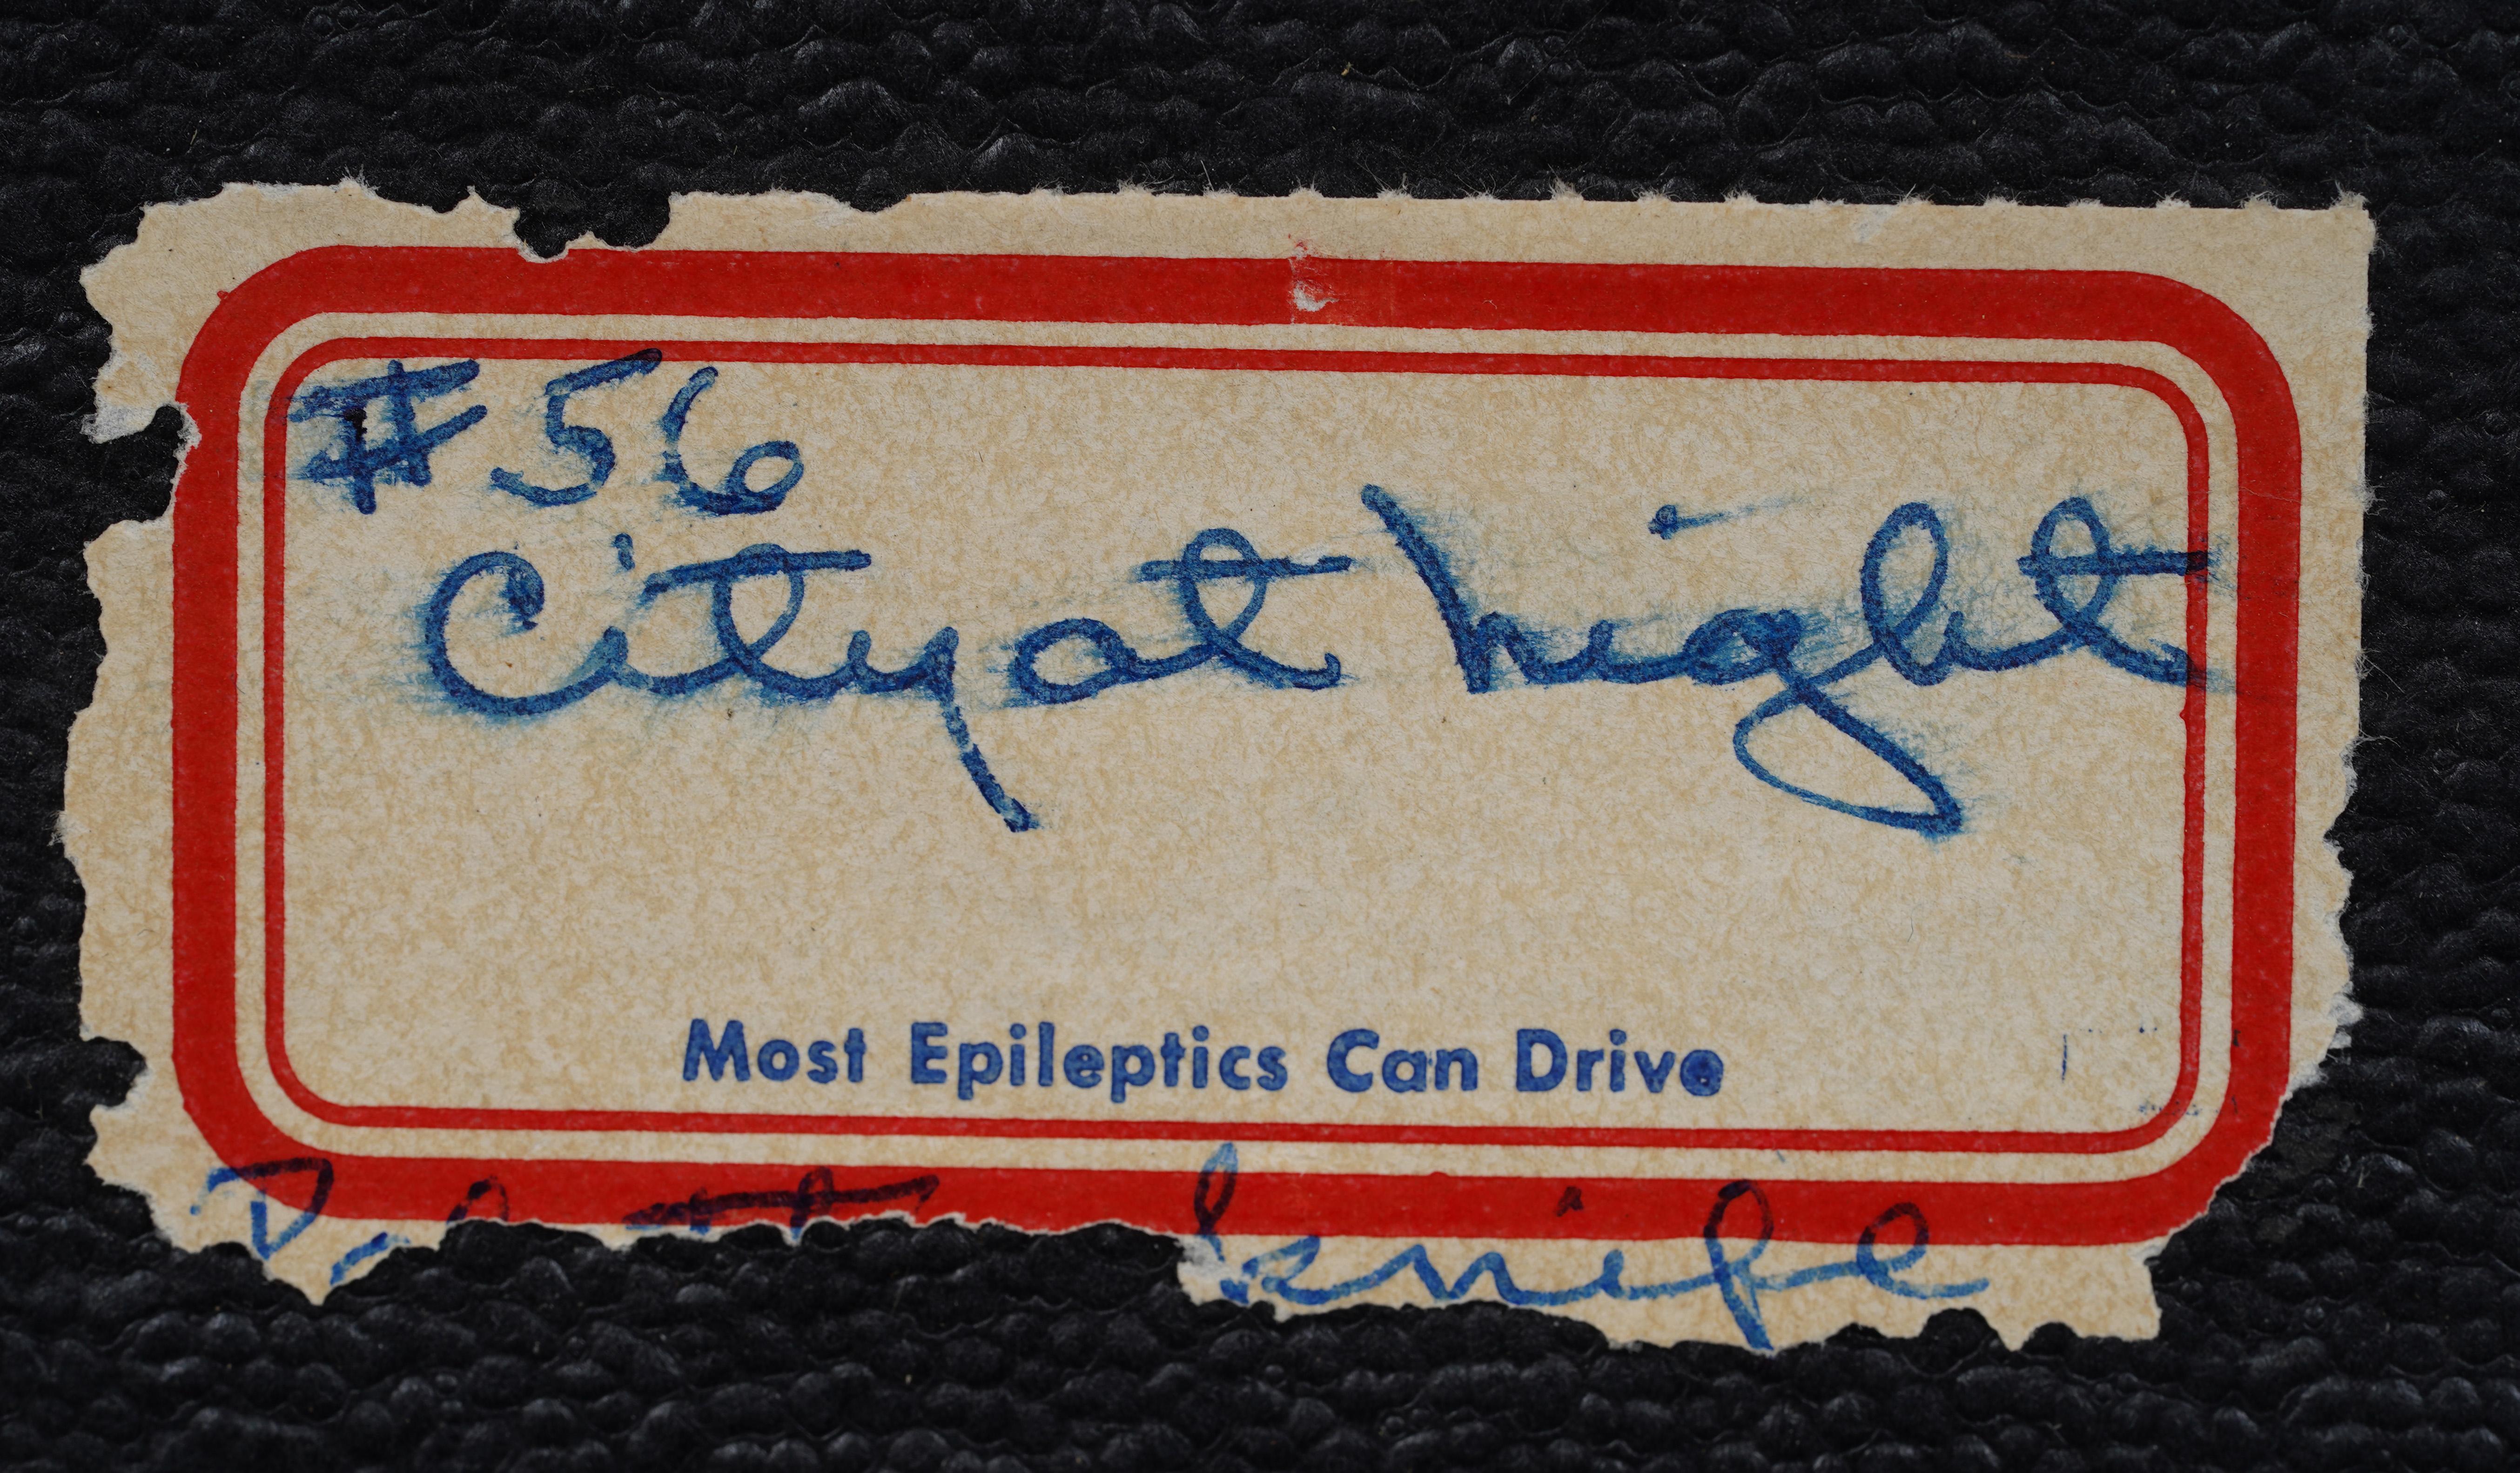 #56
City at night
Most Epileptics Can Drive
knife